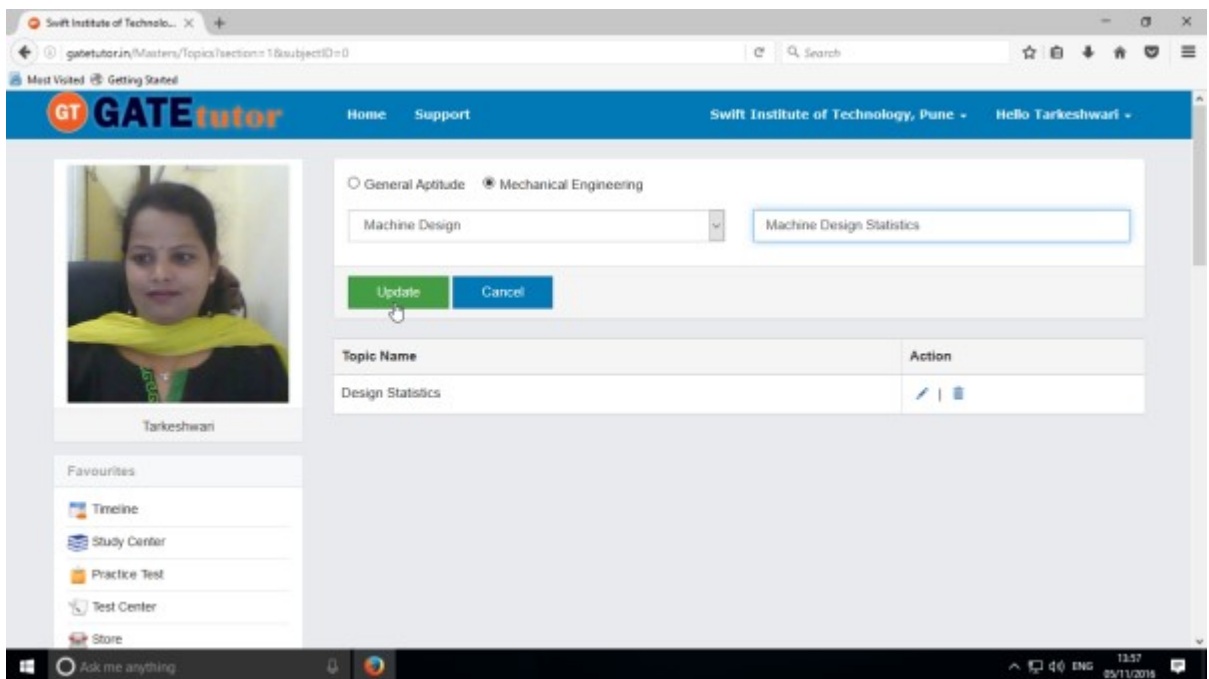 Swift Institute of Technolo...
gatetutor.in/Masters/Topics?section=1&subjectID=0
Search
Most Visited Getting Started
GT GATEtutor Home Support Swift Institute of Technology, Pune Hello Tarkeshwari
General Aptitude Mechanical Engineering
Machine Design Machine Design Statistics
Update Cancel
Topic Name Action
Design Statistics |
Tarkeshwari
Favourites
Timeline
Study Center
Practice Test
Test Center
Store
Ask me anything ENG 13:57
05/11/2016